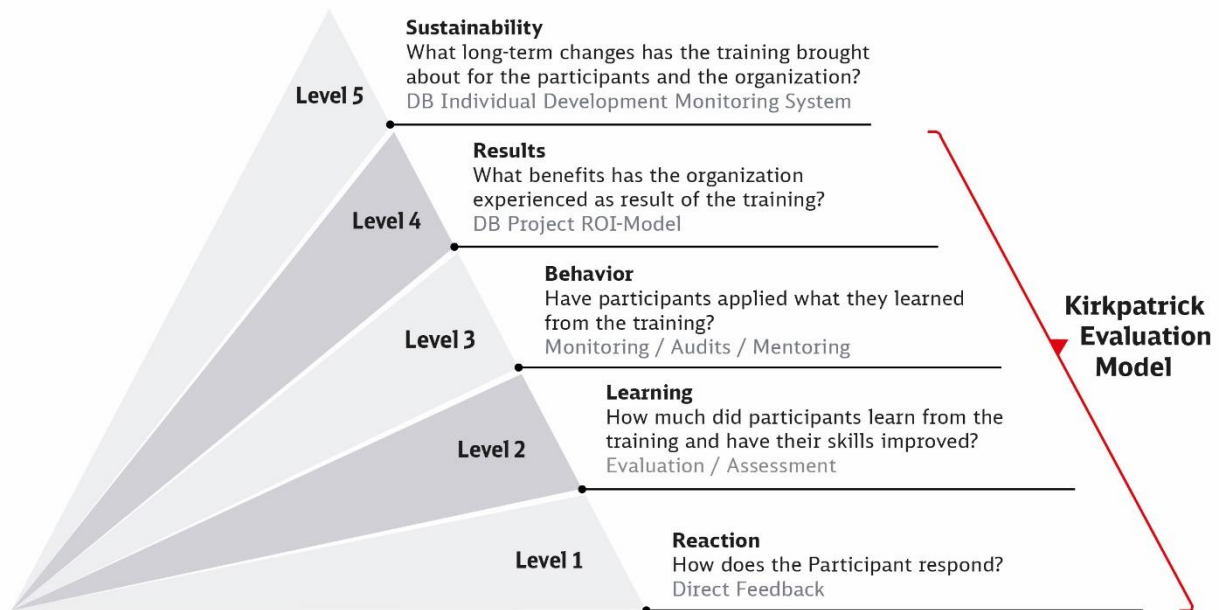 Sustainability
What long-term changes has the training brought
about for the participants and the organization?
DB Individual Development Monitoring System
Level 5
Results
What benefits has the organization
experienced as result of the training?
DB Project ROI-Model
Level 4
Behavior
Have participants applied what they learned
from the training?
Monitoring / Audits / Mentoring
Level 3
Learning
How much did participants learn from the
training and have their skills improved?
Evaluation / Assessment
Level 2
Reaction
How does the Participant respond?
Direct Feedback
Level 1
Kirkpatrick
Evaluation
Model